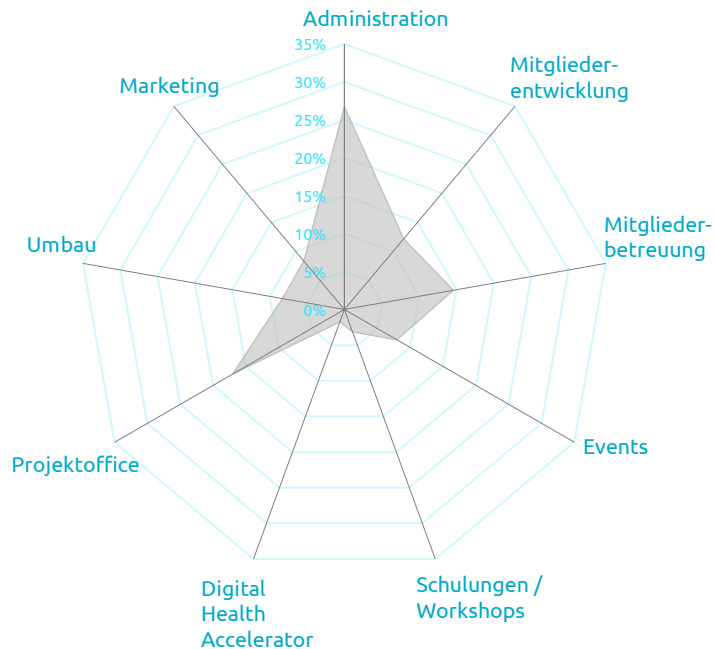 Administration
35%
30%
25%
20%
15%
10%
5%
0%
Mitglieder-
entwicklung
Mitglieder-
betreuung
Events
Schulungen /
Workshops
Digital
Health
Accelerator
Projektoffice
Umbau
Marketing